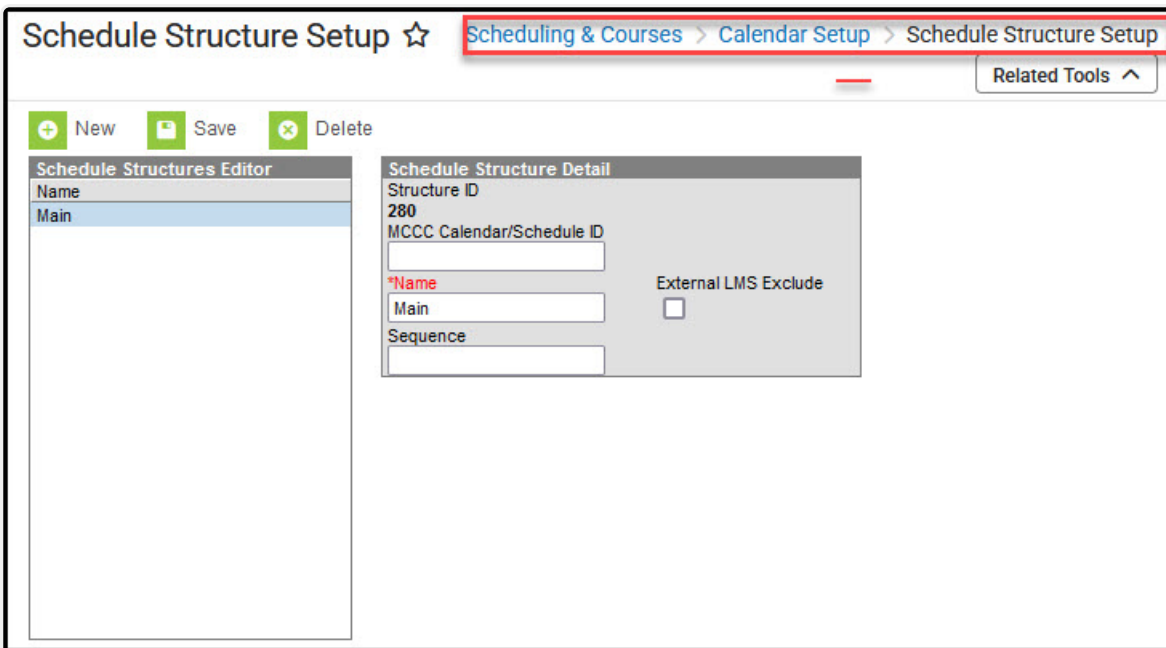 Schedule Structure Setup ☆ Scheduling & Courses > Calendar Setup > Schedule Structure Setup
Related Tools
New Save Delete
Schedule Structures Editor
Name
Main
Schedule Structure Detail
Structure ID
280
MCCC Calendar/Schedule ID
*Name External LMS Exclude
Main
Sequence